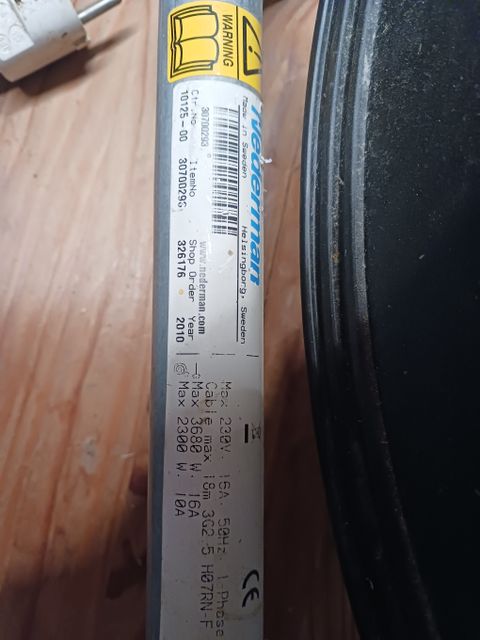 WARNING
Nederman
Made in Sweden Helsingborg, Sweden
30700293 www.nederman.com
Ctr.No ItemNo Shop Order Year
10125-00 30700293 326176 2010
CE
Max 230V. 16A. 50Hz. 1-Phase
Cable max 18m 3G2.5 H07RN-F
Max 3680 W. 16A
Max 2300 W. 10A